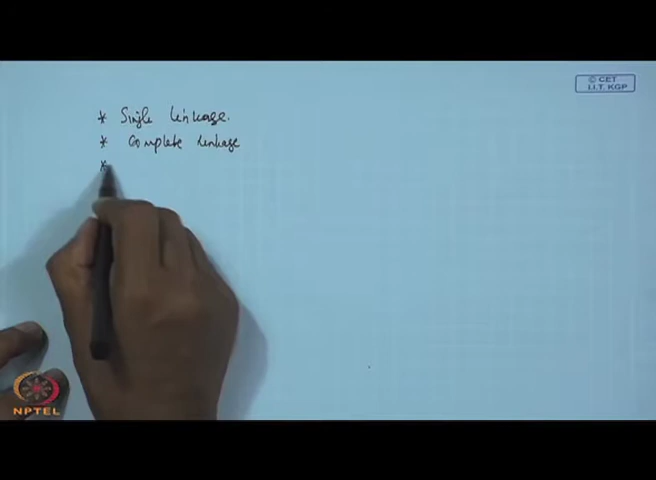 © CET
I.I.T. KGP
* Single Linkage.
* Complete Linkage
*
NPTEL